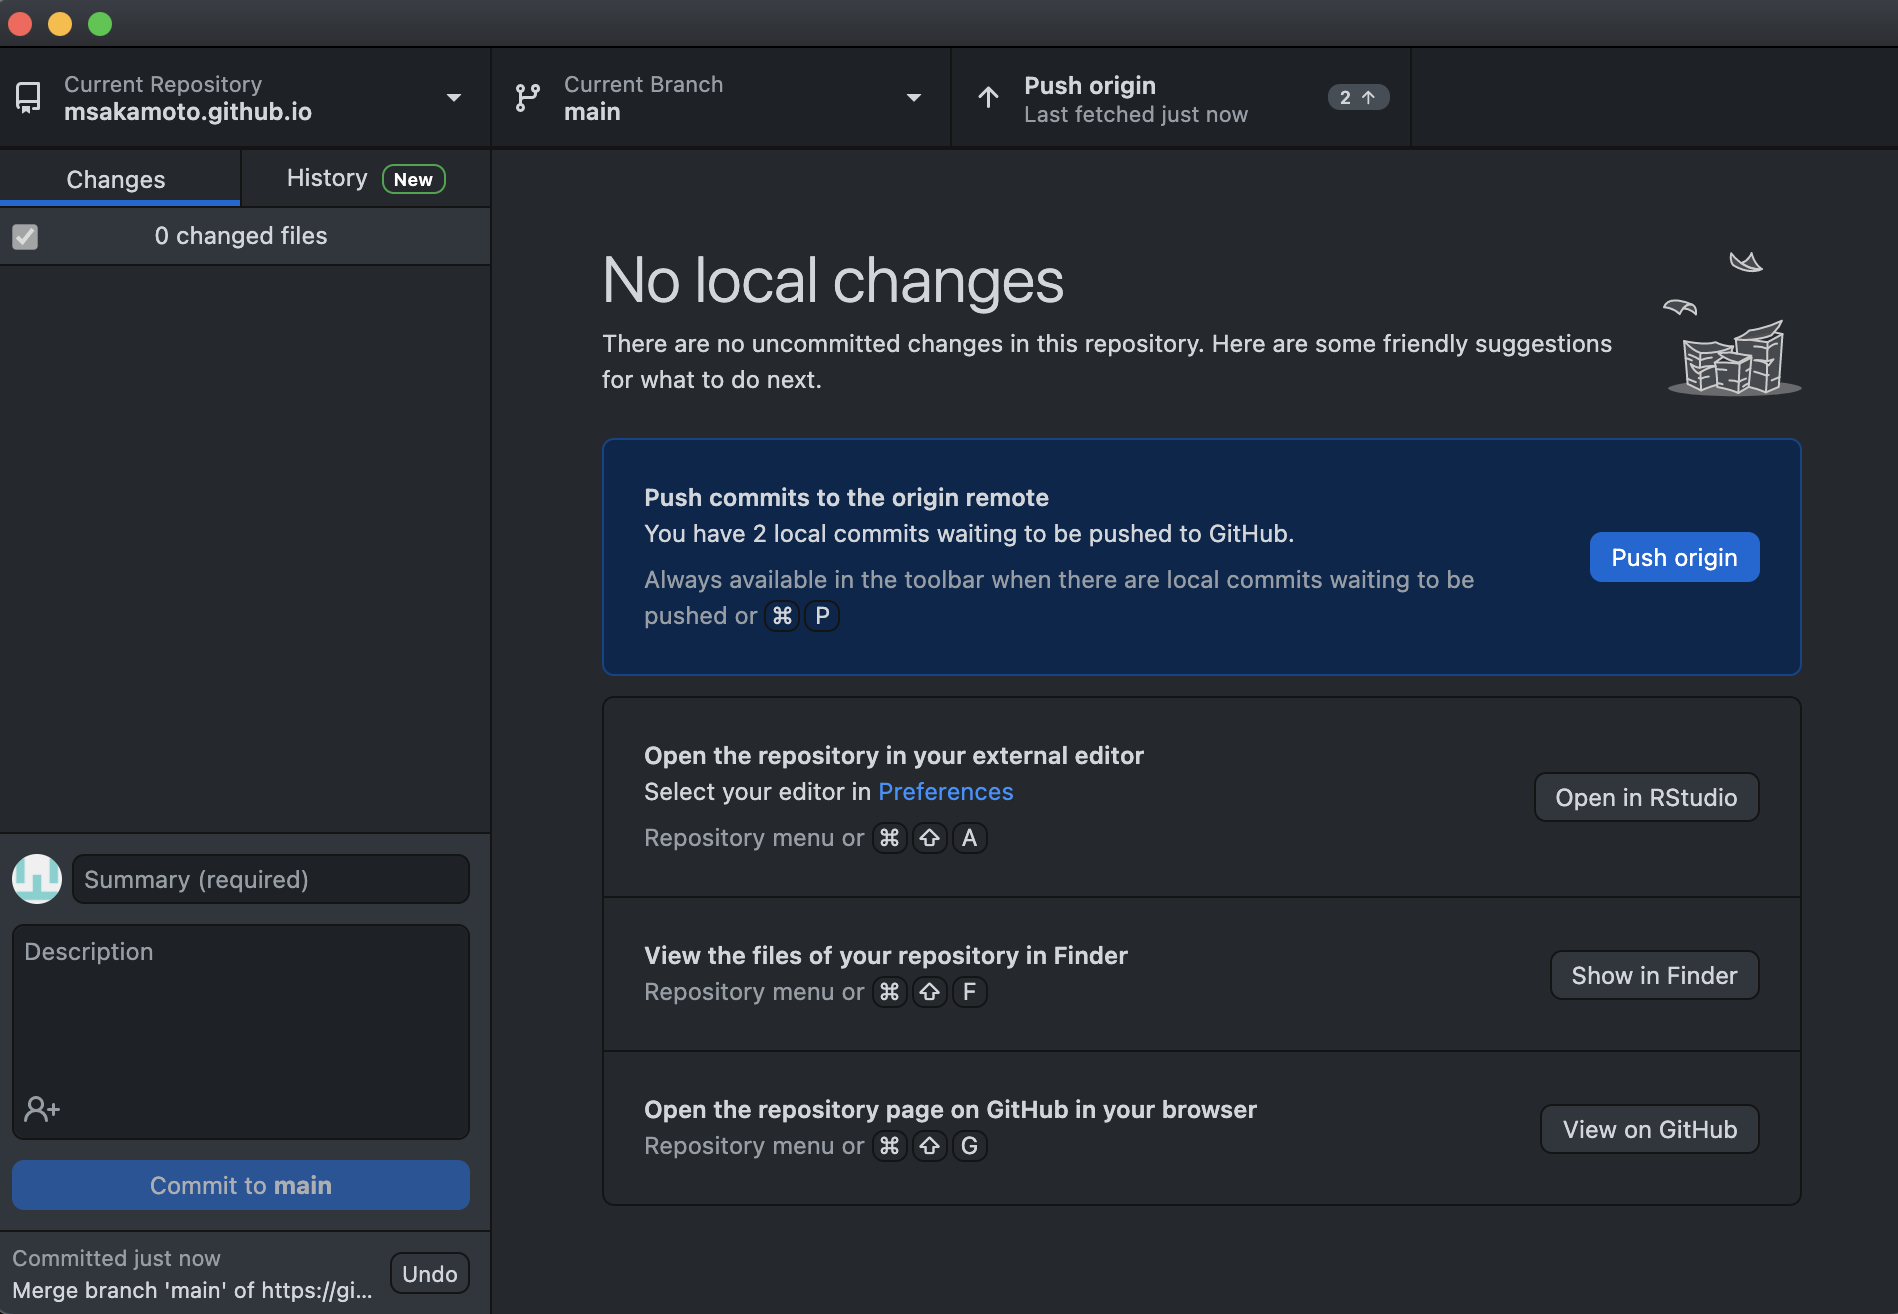 Current Repository
msakamoto.github.io
Current Branch
main
Push origin
Last fetched just now
2 ↑
Changes
History New
0 changed files
No local changes
There are no uncommitted changes in this repository. Here are some friendly suggestions
for what to do next.
Push commits to the origin remote
You have 2 local commits waiting to be pushed to GitHub.
Always available in the toolbar when there are local commits waiting to be
pushed or ⌘ P
Push origin
Open the repository in your external editor
Select your editor in Preferences
Repository menu or ⌘ ⇧ A
Open in RStudio
View the files of your repository in Finder
Repository menu or ⌘ ⇧ F
Show in Finder
Open the repository page on GitHub in your browser
Repository menu or ⌘ ⇧ G
View on GitHub
Summary (required)
Description
Commit to main
Committed just now
Merge branch 'main' of https://gi...
Undo